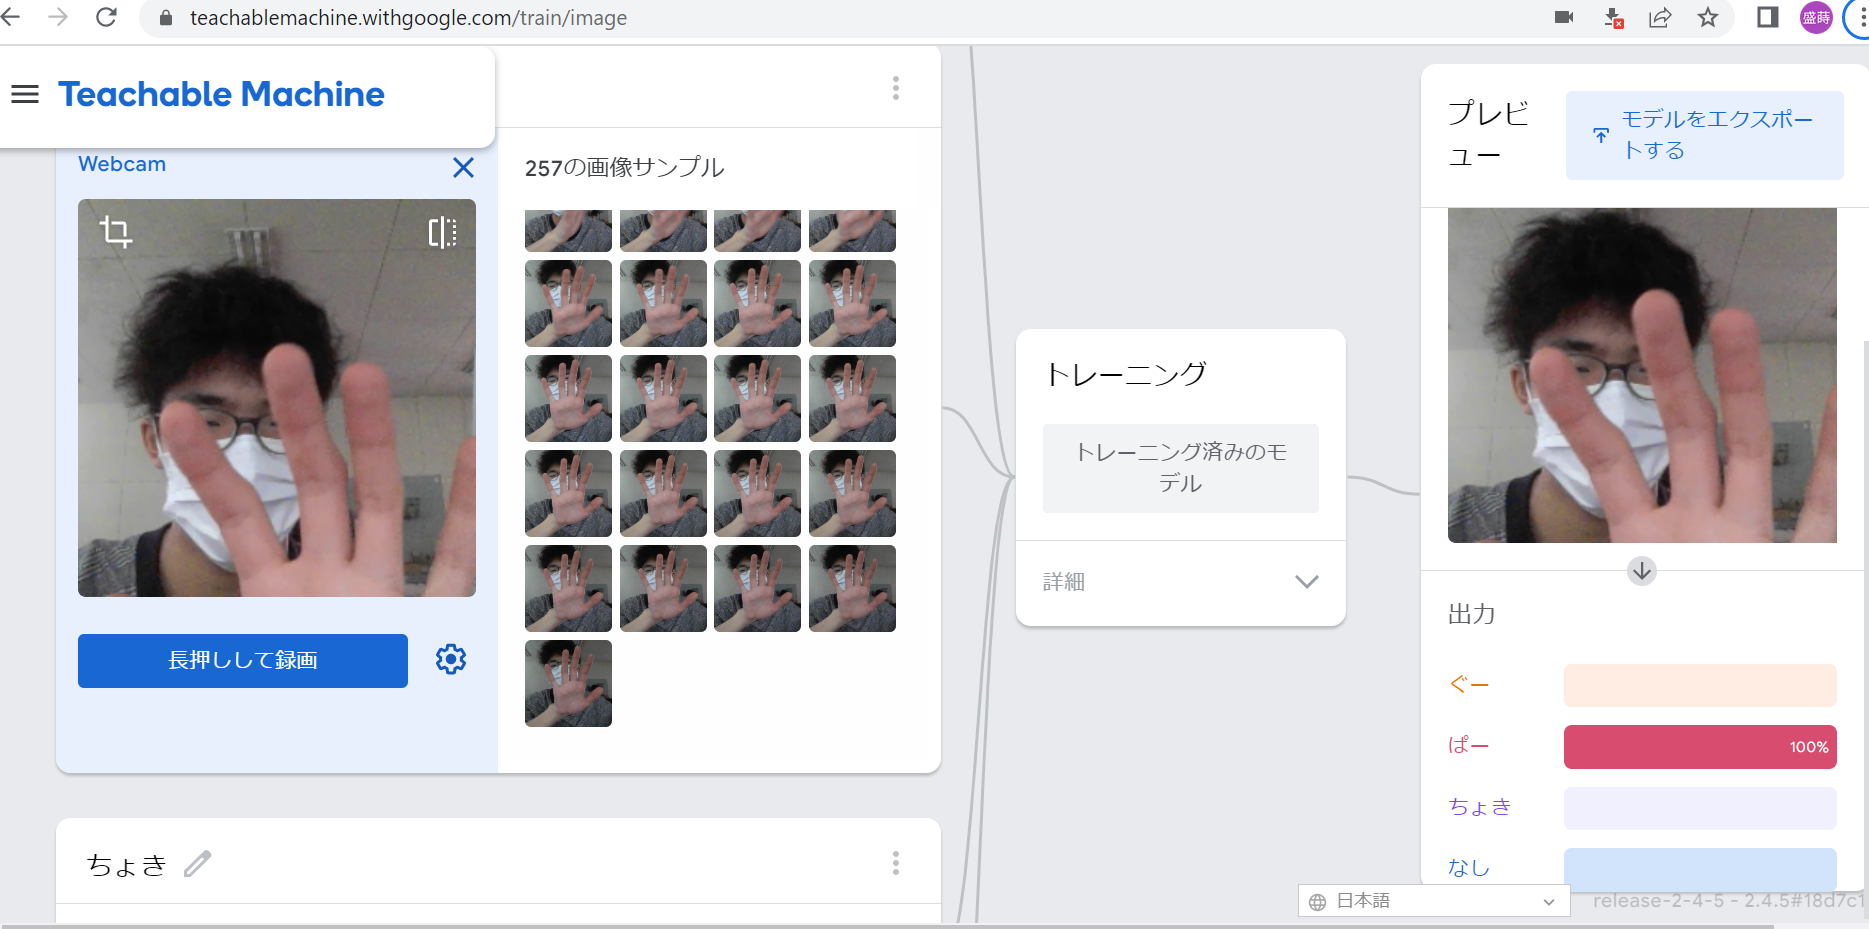 teachablemachine.withgoogle.com/train/image
盛蒔
Teachable Machine
Webcam
長押しして録画
257の画像サンプル
ちょき
トレーニング
トレーニング済みのモ
デル
詳細
プレビ
ュー
モデルをエクスポー
トする
出力
ぐー
ぱー
100%
ちょき
なし
日本語
release-2-4-5 - 2.4.5#18d7c1